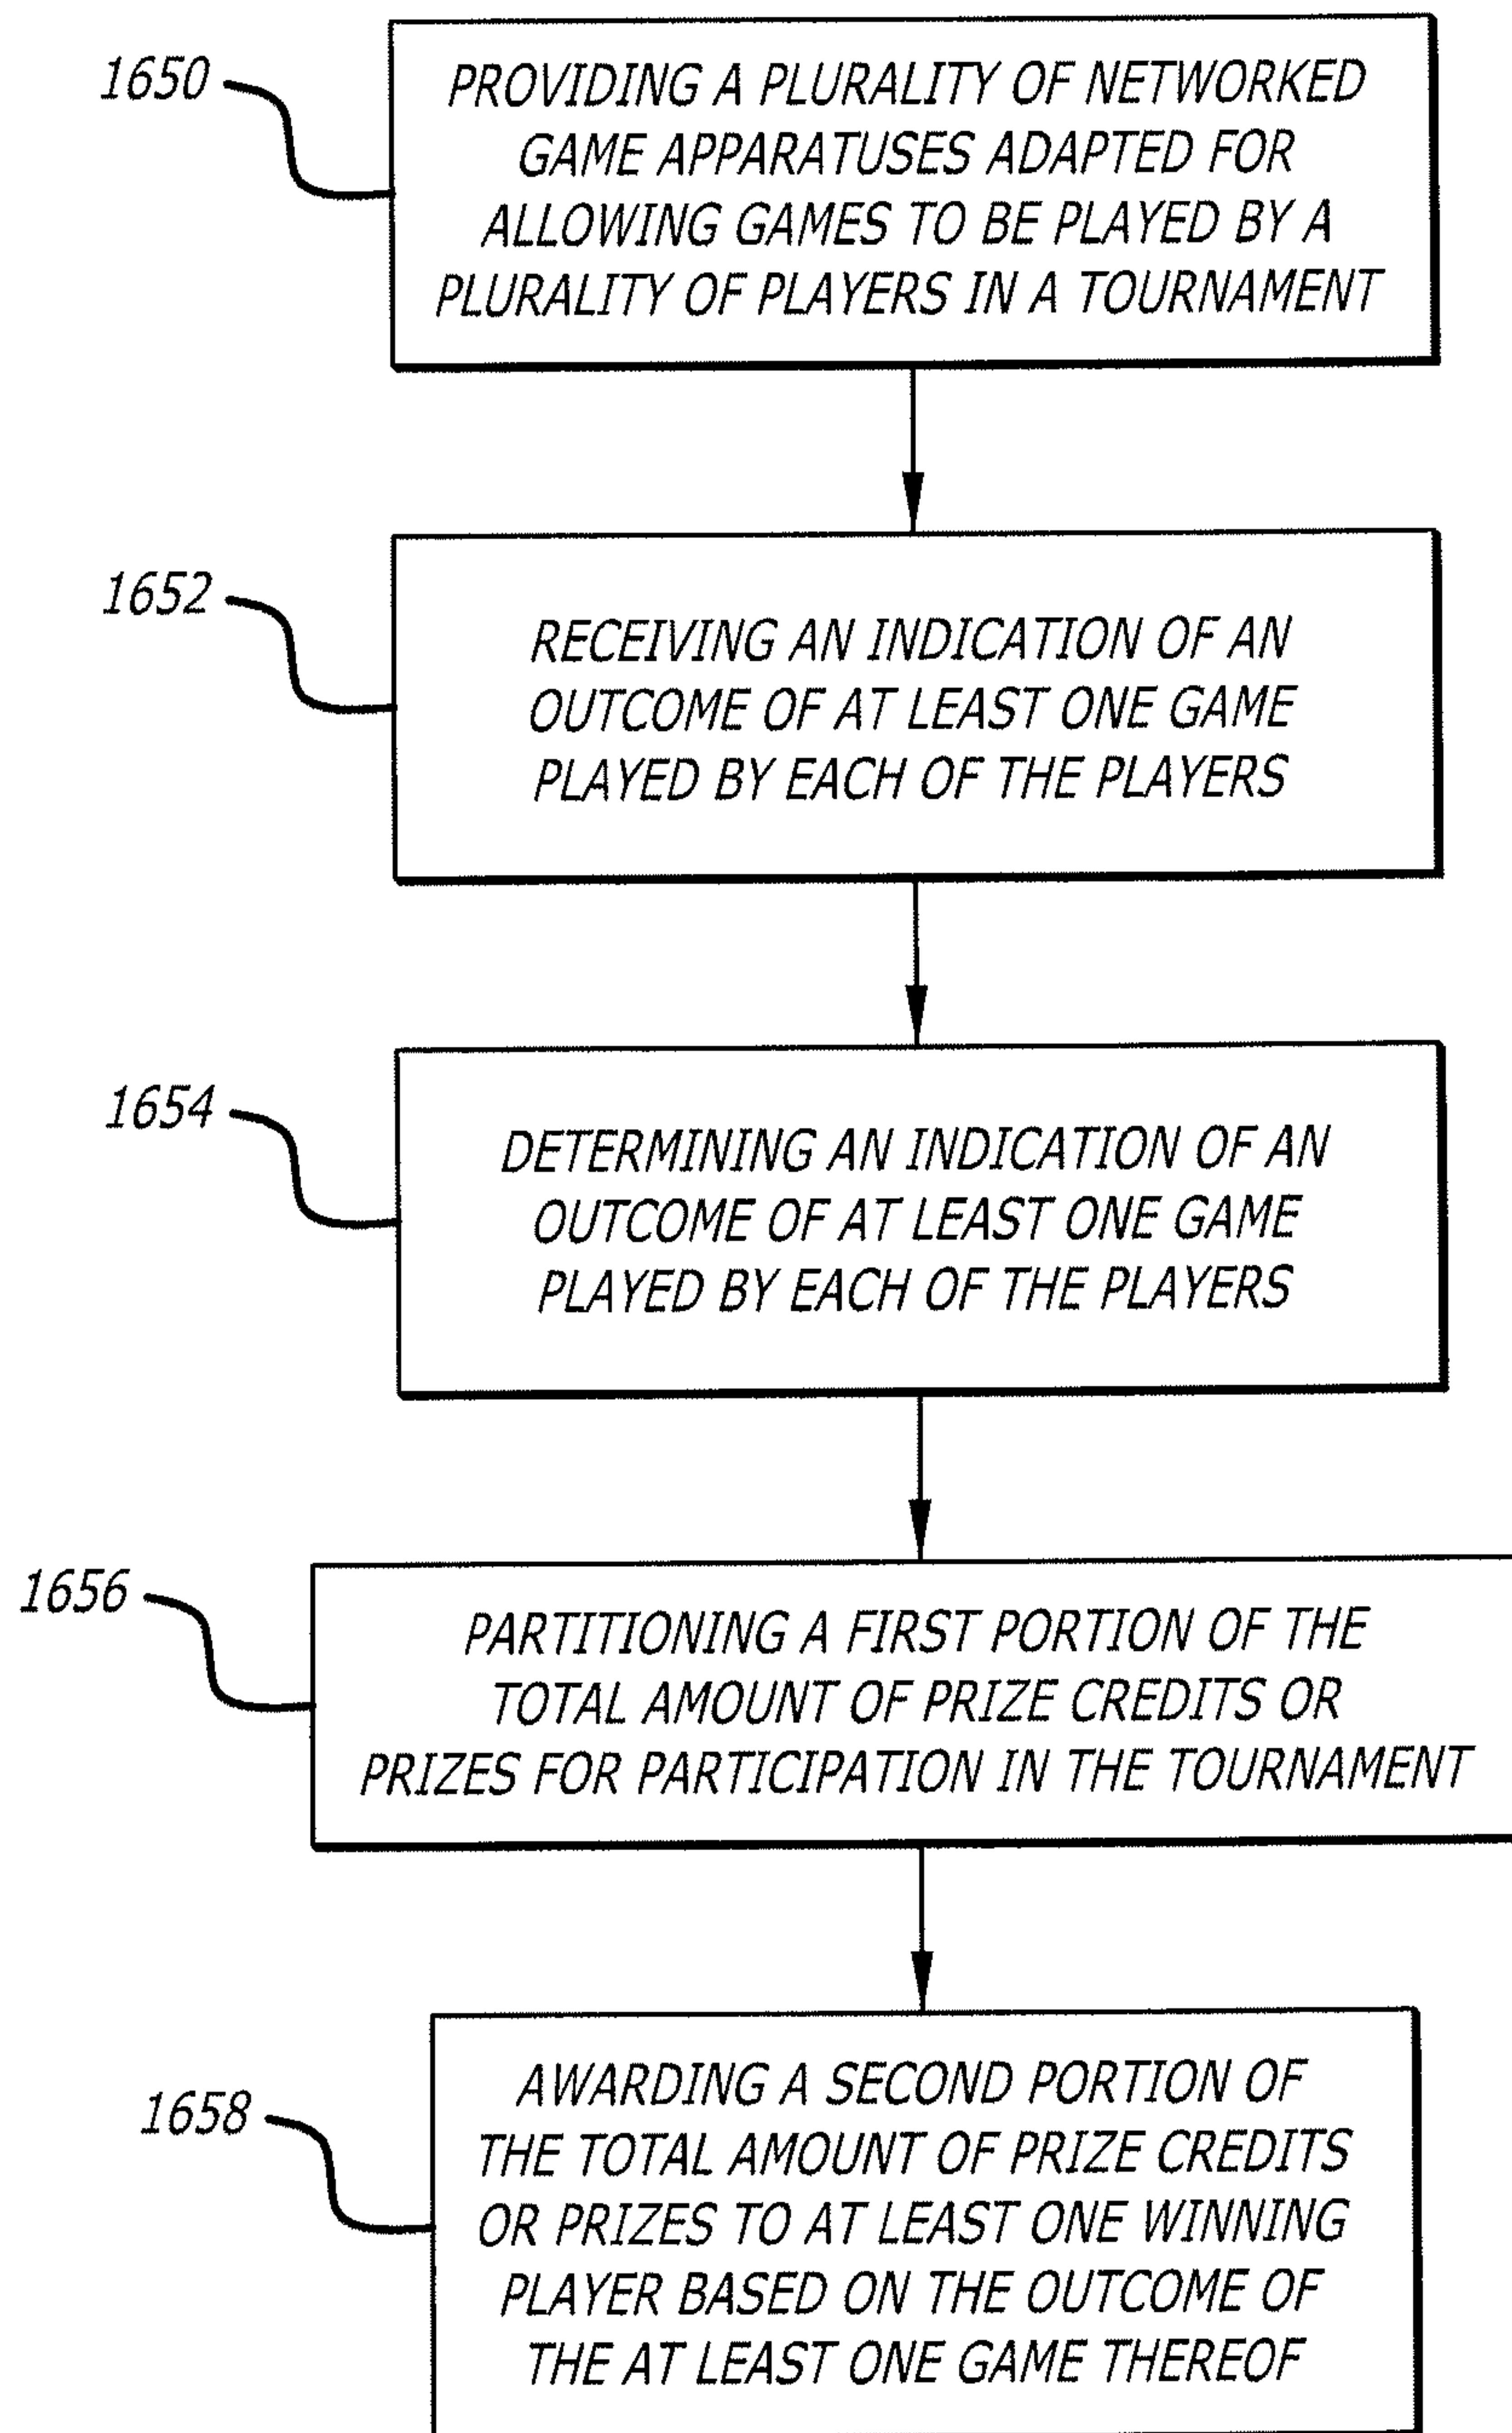 1650
PROVIDING A PLURALITY OF NETWORKED
GAME APPARATUSES ADAPTED FOR
ALLOWING GAMES TO BE PLAYED BY A
PLURALITY OF PLAYERS IN A TOURNAMENT
1652
RECEIVING AN INDICATION OF AN
OUTCOME OF AT LEAST ONE GAME
PLAYED BY EACH OF THE PLAYERS
1654
DETERMINING AN INDICATION OF AN
OUTCOME OF AT LEAST ONE GAME
PLAYED BY EACH OF THE PLAYERS
1656
PARTITIONING A FIRST PORTION OF THE
TOTAL AMOUNT OF PRIZE CREDITS OR
PRIZES FOR PARTICIPATION IN THE TOURNAMENT
1658
AWARDING A SECOND PORTION OF
THE TOTAL AMOUNT OF PRIZE CREDITS
OR PRIZES TO AT LEAST ONE WINNING
PLAYER BASED ON THE OUTCOME OF
THE AT LEAST ONE GAME THEREOF